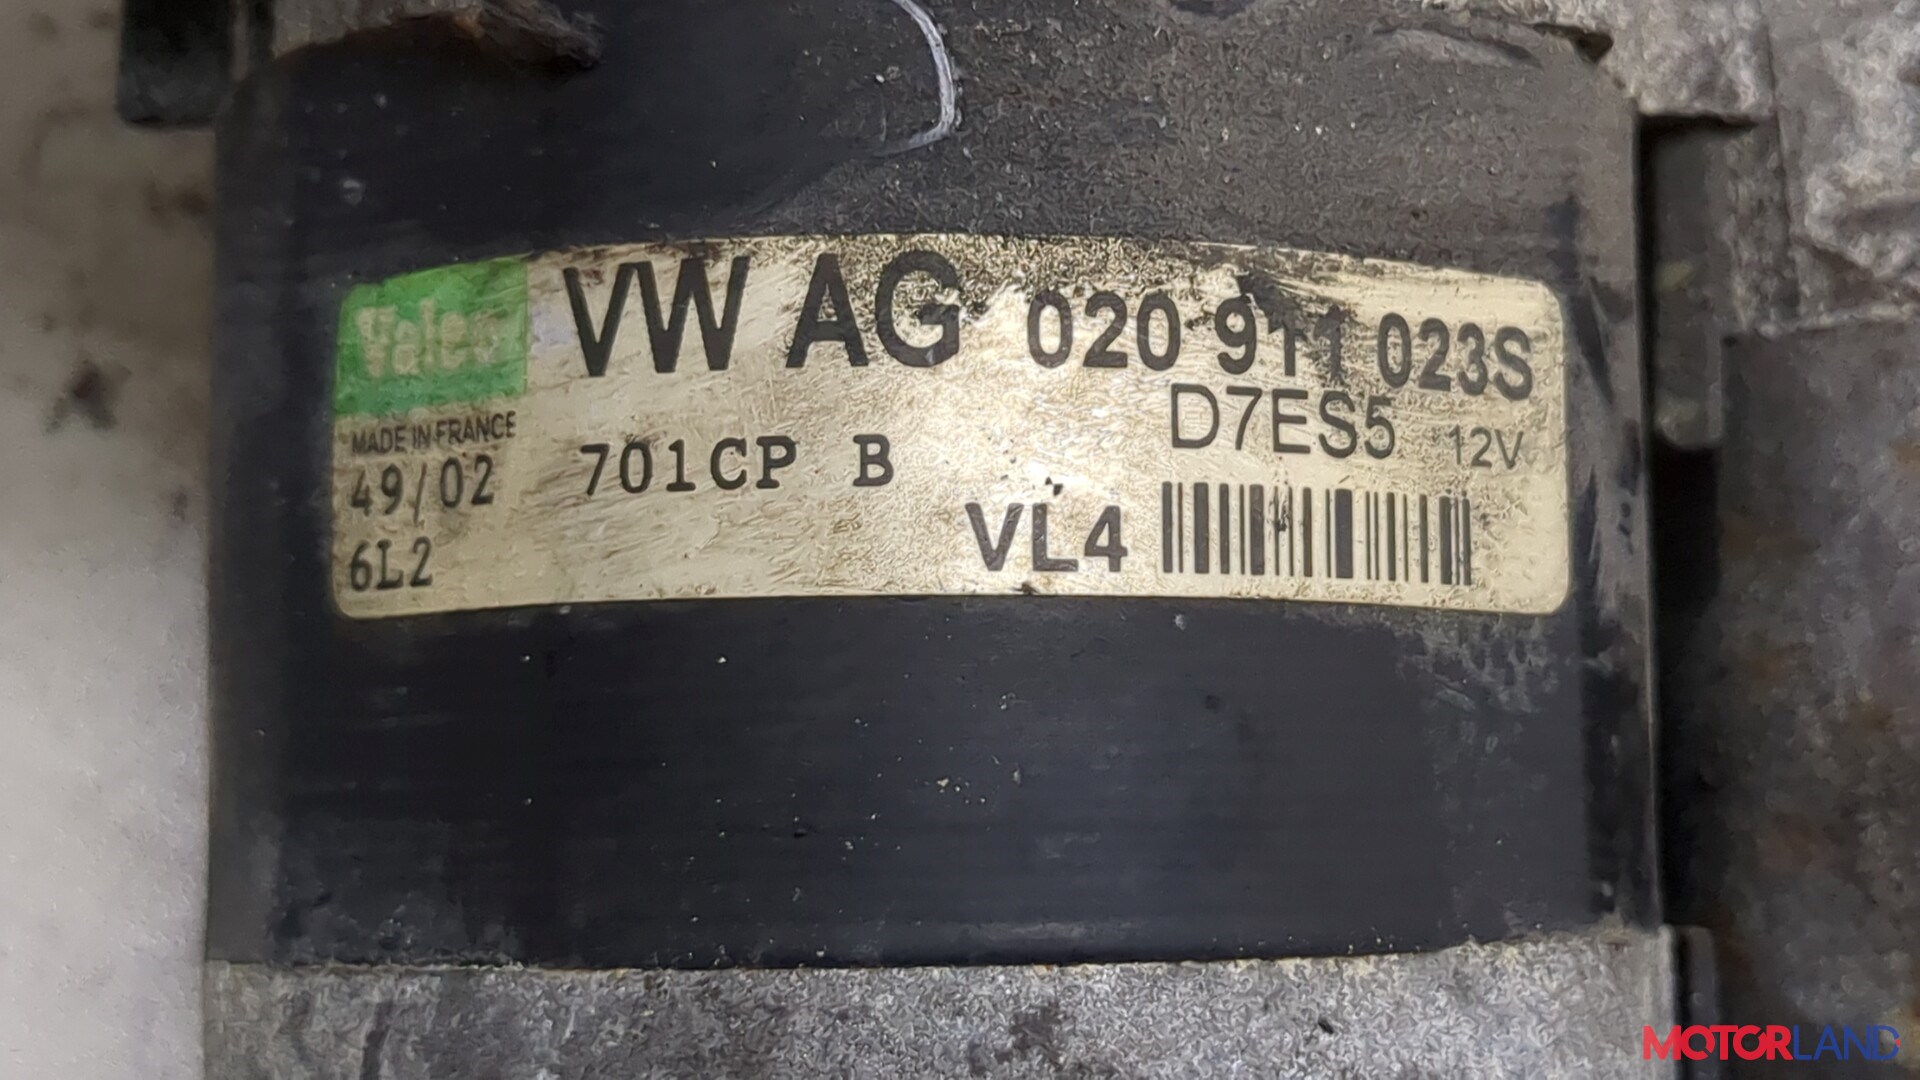 Valeo VW AG 020 911 023S
MADE IN FRANCE D7ES5 12V
49/02 701CP B
6L2 VL4
MOTORLAND